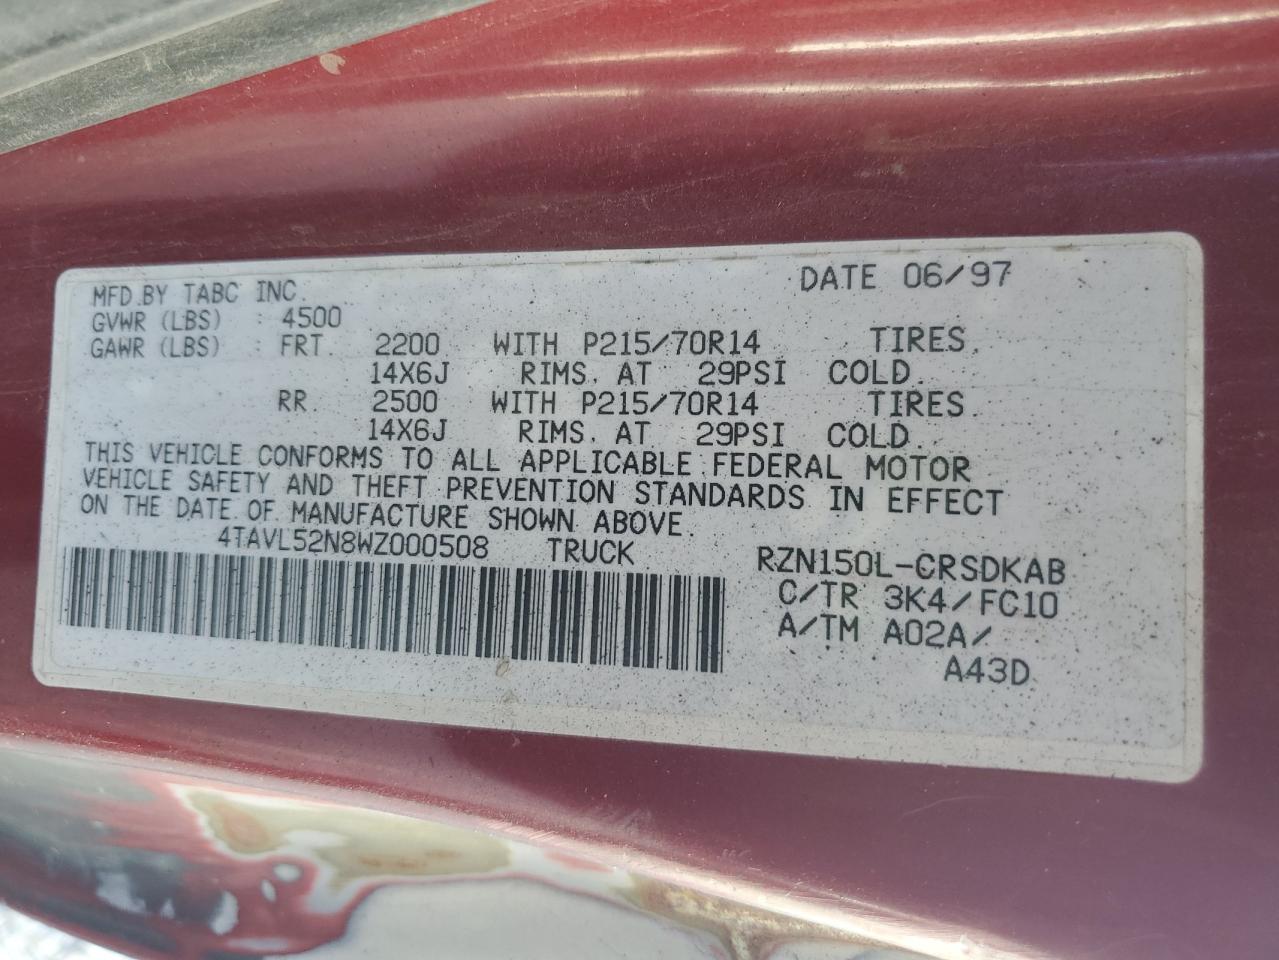 MFD.BY TABC INC. DATE 06/97
GVWR (LBS) : 4500
GAWR (LBS) : FRT. 2200 WITH P215/70R14 TIRES,
14X6J RIMS, AT 29PSI COLD.
RR. 2500 WITH P215/70R14 TIRES.
14X6J RIMS, AT 29PSI COLD.
THIS VEHICLE CONFORMS TO ALL APPLICABLE FEDERAL MOTOR
VEHICLE SAFETY AND THEFT PREVENTION STANDARDS IN EFFECT
ON THE DATE OF MANUFACTURE SHOWN ABOVE.
4TAVL52N8WZ000508 TRUCK RZN150L-CRSDKAB
C/TR 3K4/FC10
A/TM A02A/
A43D